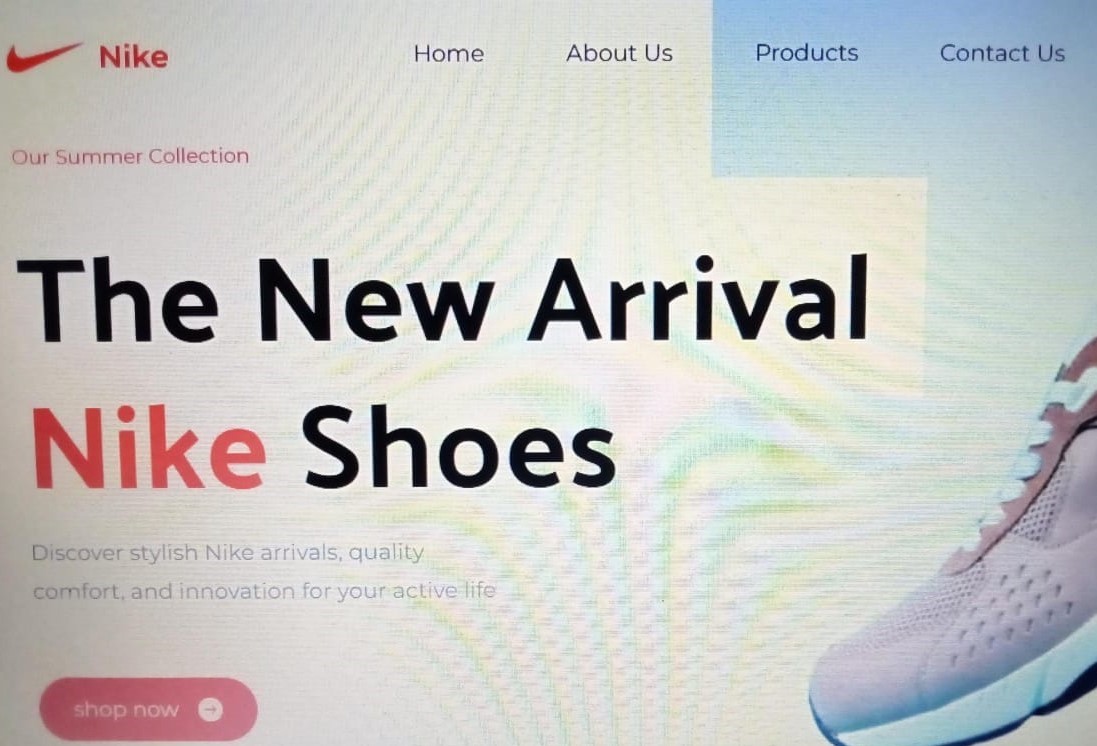 Nike
Home
About Us
Products
Contact Us
Our Summer Collection
The New Arrival
Nike Shoes
Discover stylish Nike arrivals, quality
comfort, and innovation for your active life
shop now